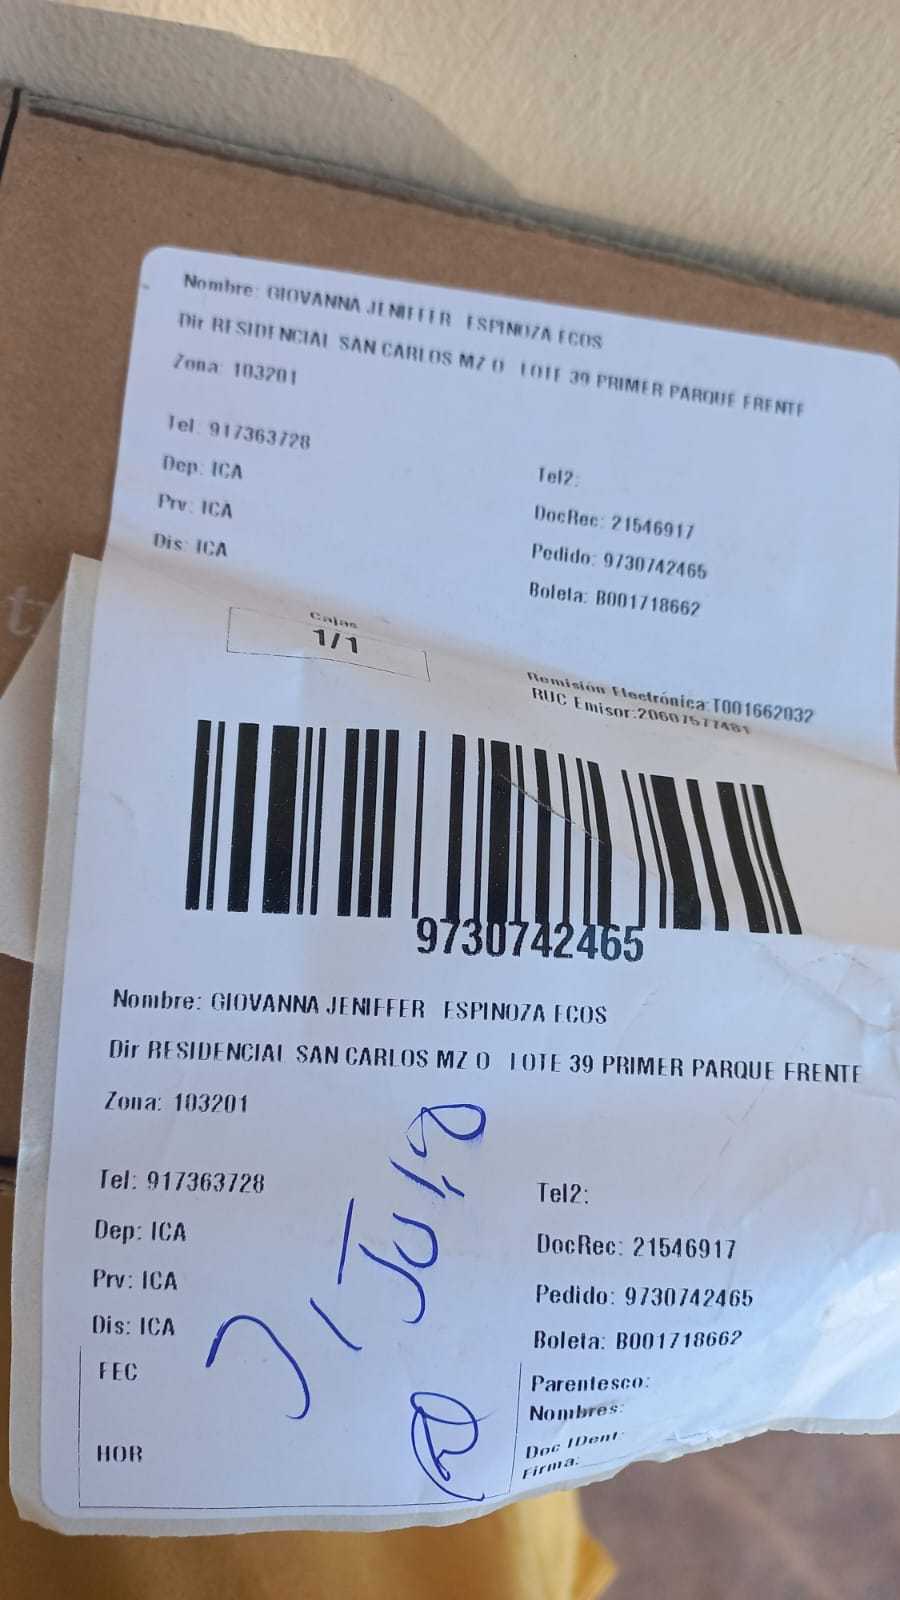 Nombre: GIOVANNA JENIFFER ESPINOZA ECOS
Dir RESIDENCIAL SAN CARLOS MZ O LOTE 39 PRIMER PARQUE FRENTE
Zona: 103201
Tel: 917363728
Tel2:
Dep: ICA
DocRec: 21546917
Prv: ICA
Pedido: 9730742465
Dis: ICA
Boleta: B001718662
Cajas
1/1
Remisión Electrónica:T001662032
RUC Emisor:20607577481
9730742465
Nombre: GIOVANNA JENIFFER ESPINOZA ECOS
Dir RESIDENCIAL SAN CARLOS MZ O LOTE 39 PRIMER PARQUE FRENTE
Zona: 103201
Tel: 917363728
Tel2:
Dep: ICA
DocRec: 21546917
Prv: ICA
Pedido: 9730742465
Dis: ICA
Boleta: B001718662
FEC
Parentesco:
Nombres:
HOR
Doc IDent:
Firma: